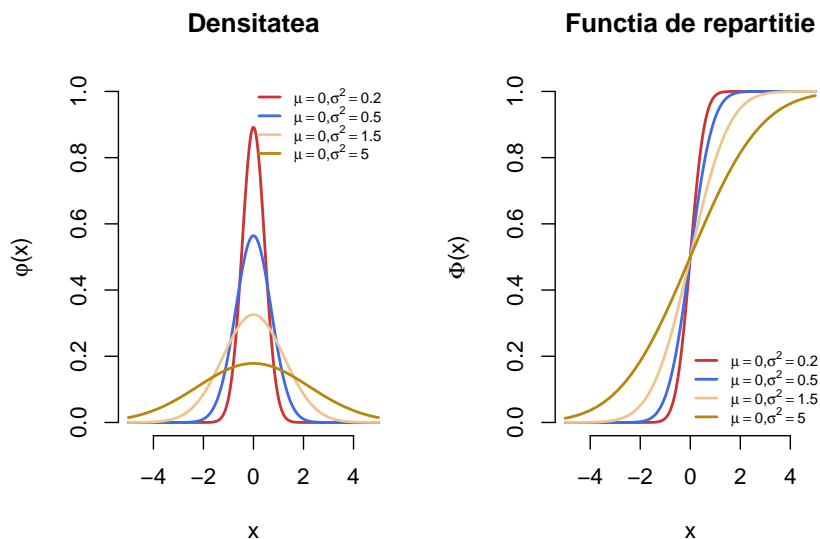 Densitatea
φ(x)
1.0
0.8
0.6
0.4
0.2
0.0
μ = 0,σ² = 0.2
μ = 0,σ² = 0.5
μ = 0,σ² = 1.5
μ = 0,σ² = 5
−4 −2 0 2 4
x
Functia de repartitie
Φ(x)
1.0
0.8
0.6
0.4
0.2
0.0
μ = 0,σ² = 0.2
μ = 0,σ² = 0.5
μ = 0,σ² = 1.5
μ = 0,σ² = 5
−4 −2 0 2 4
x